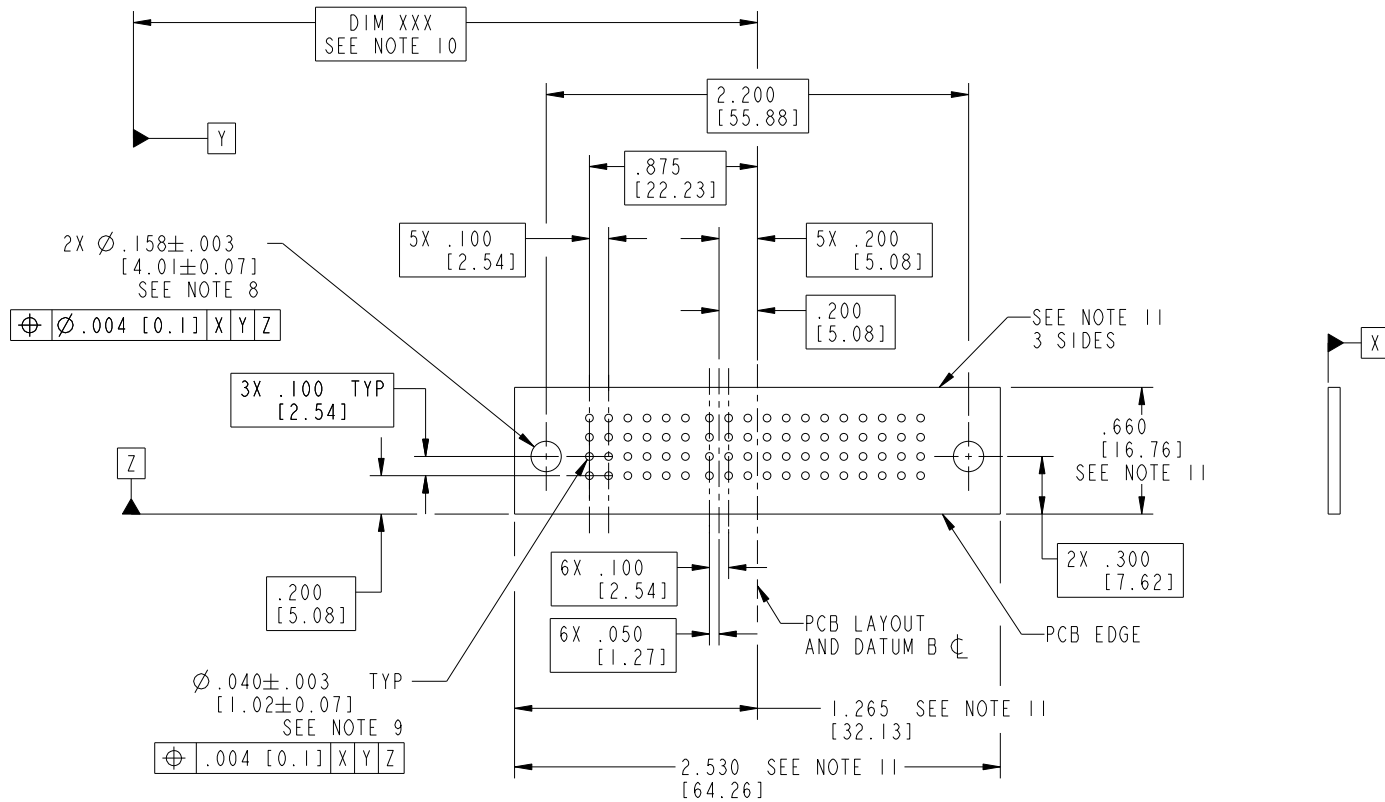 DIM XXX
SEE NOTE 10
2.200
[55.88]
Y
.875
[22.23]
5X .100
[2.54]
5X .200
[5.08]
2X Ø .158±.003
[4.01±0.07]
SEE NOTE 8
⌖ Ø.004 [0.1] X Y Z
.200
[5.08]
SEE NOTE 11
3 SIDES
X
3X .100 TYP
[2.54]
.660
[16.76]
SEE NOTE 11
Z
2X .300
[7.62]
6X .100
[2.54]
.200
[5.08]
PCB LAYOUT
AND DATUM B ℄
PCB EDGE
6X .050
[1.27]
Ø.040±.003 TYP
[1.02±0.07]
SEE NOTE 9
⌖ .004 [0.1] X Y Z
1.265 SEE NOTE 11
[32.13]
2.530 SEE NOTE 11
[64.26]